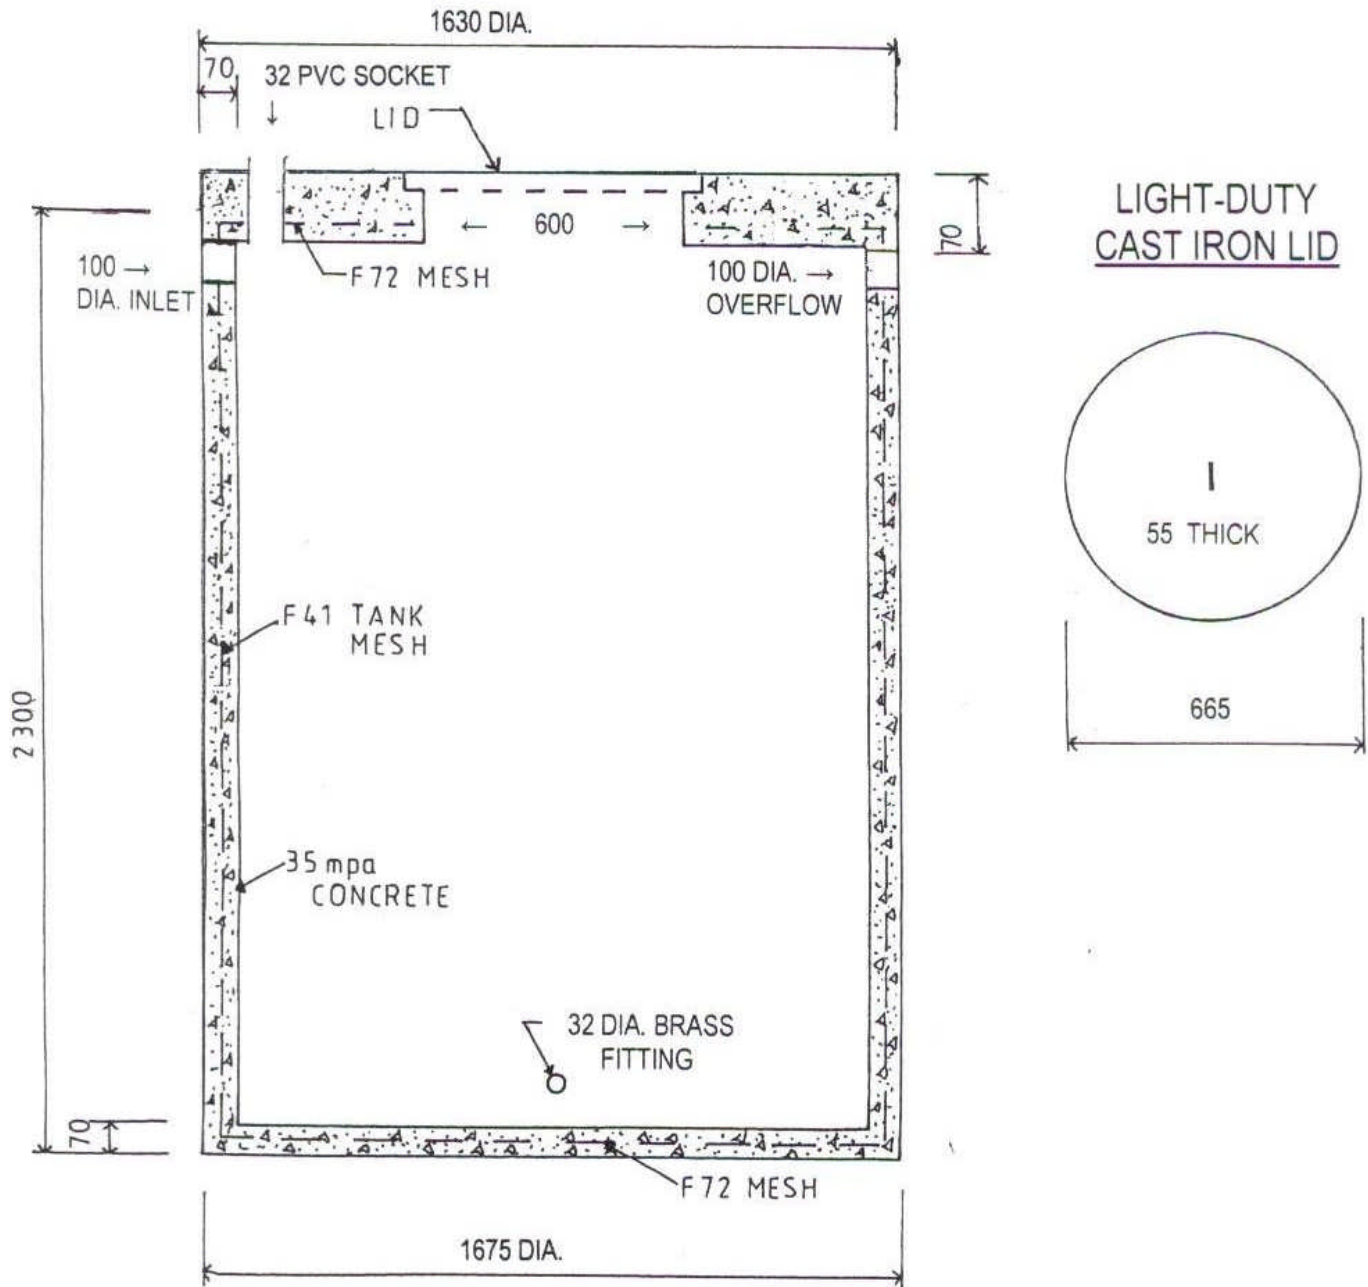 1630 DIA.
70
32 PVC SOCKET
↓
LID
← 600 →
70
LIGHT-DUTY
CAST IRON LID
100 →
DIA. INLET
F72 MESH
100 DIA. →
OVERFLOW
55 THICK
665
F41 TANK
MESH
2300
35mpa
CONCRETE
32 DIA. BRASS
FITTING
70
F72 MESH
1675 DIA.